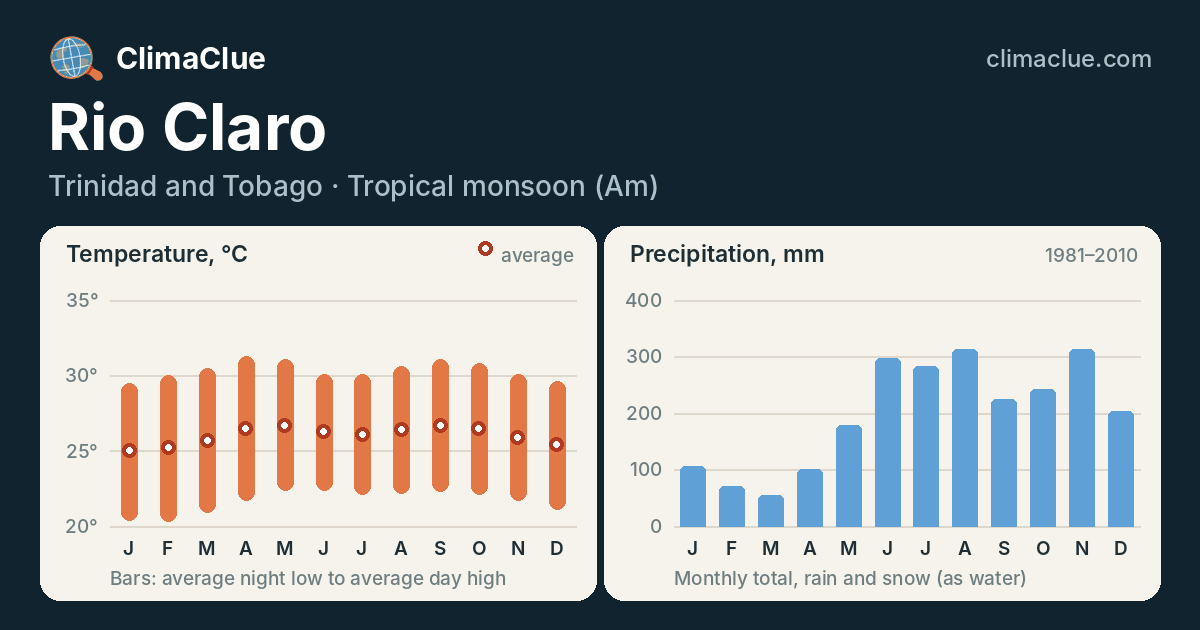 ClimaClue
climaclue.com
Rio Claro
Trinidad and Tobago · Tropical monsoon (Am)
Temperature, °C
average
35°
30°
25°
20°
J F M A M J J A S O N D
Bars: average night low to average day high
Precipitation, mm
1981–2010
400
300
200
100
0
J F M A M J J A S O N D
Monthly total, rain and snow (as water)